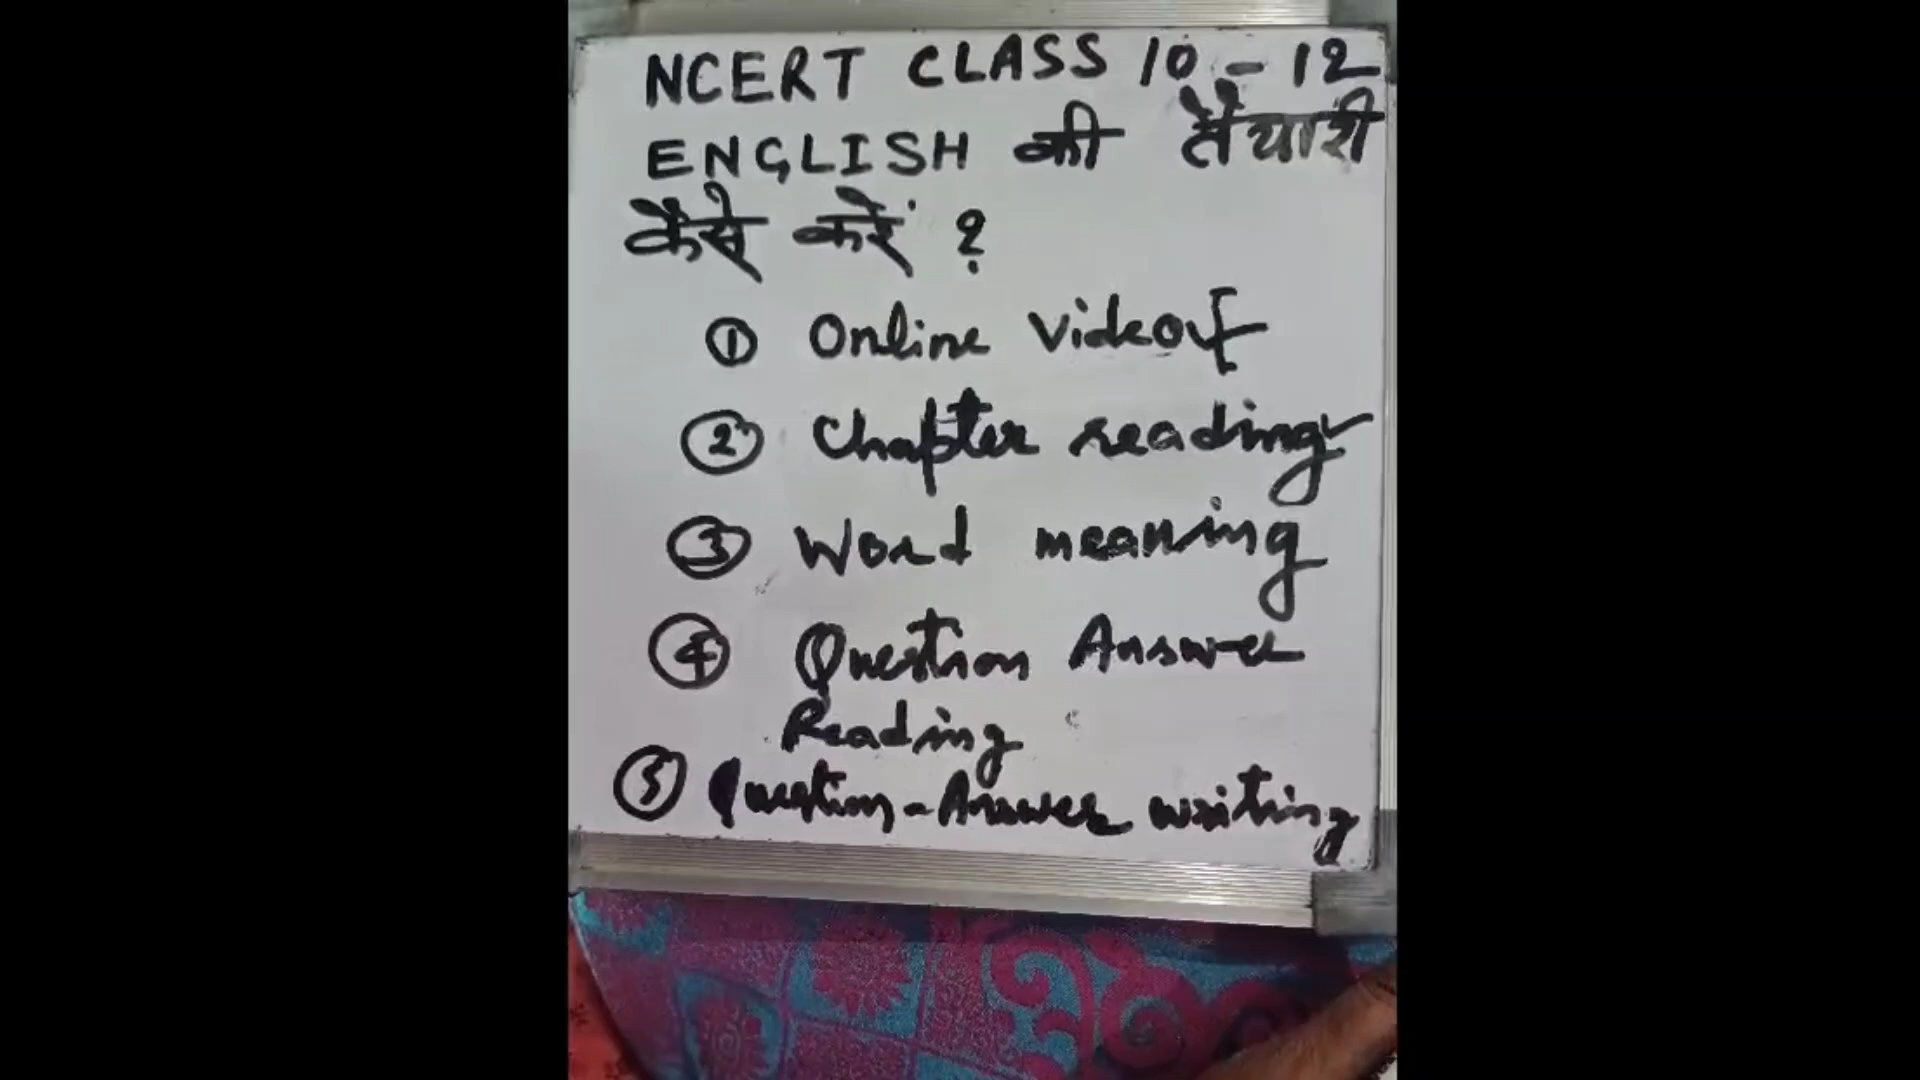 NCERT CLASS 10-12
ENGLISH की तैयारी
कैसे करें ?
① Online Video
② Chapter reading
③ Word meaning
④ Question Answer
Reading
⑤ Question-Answer writing